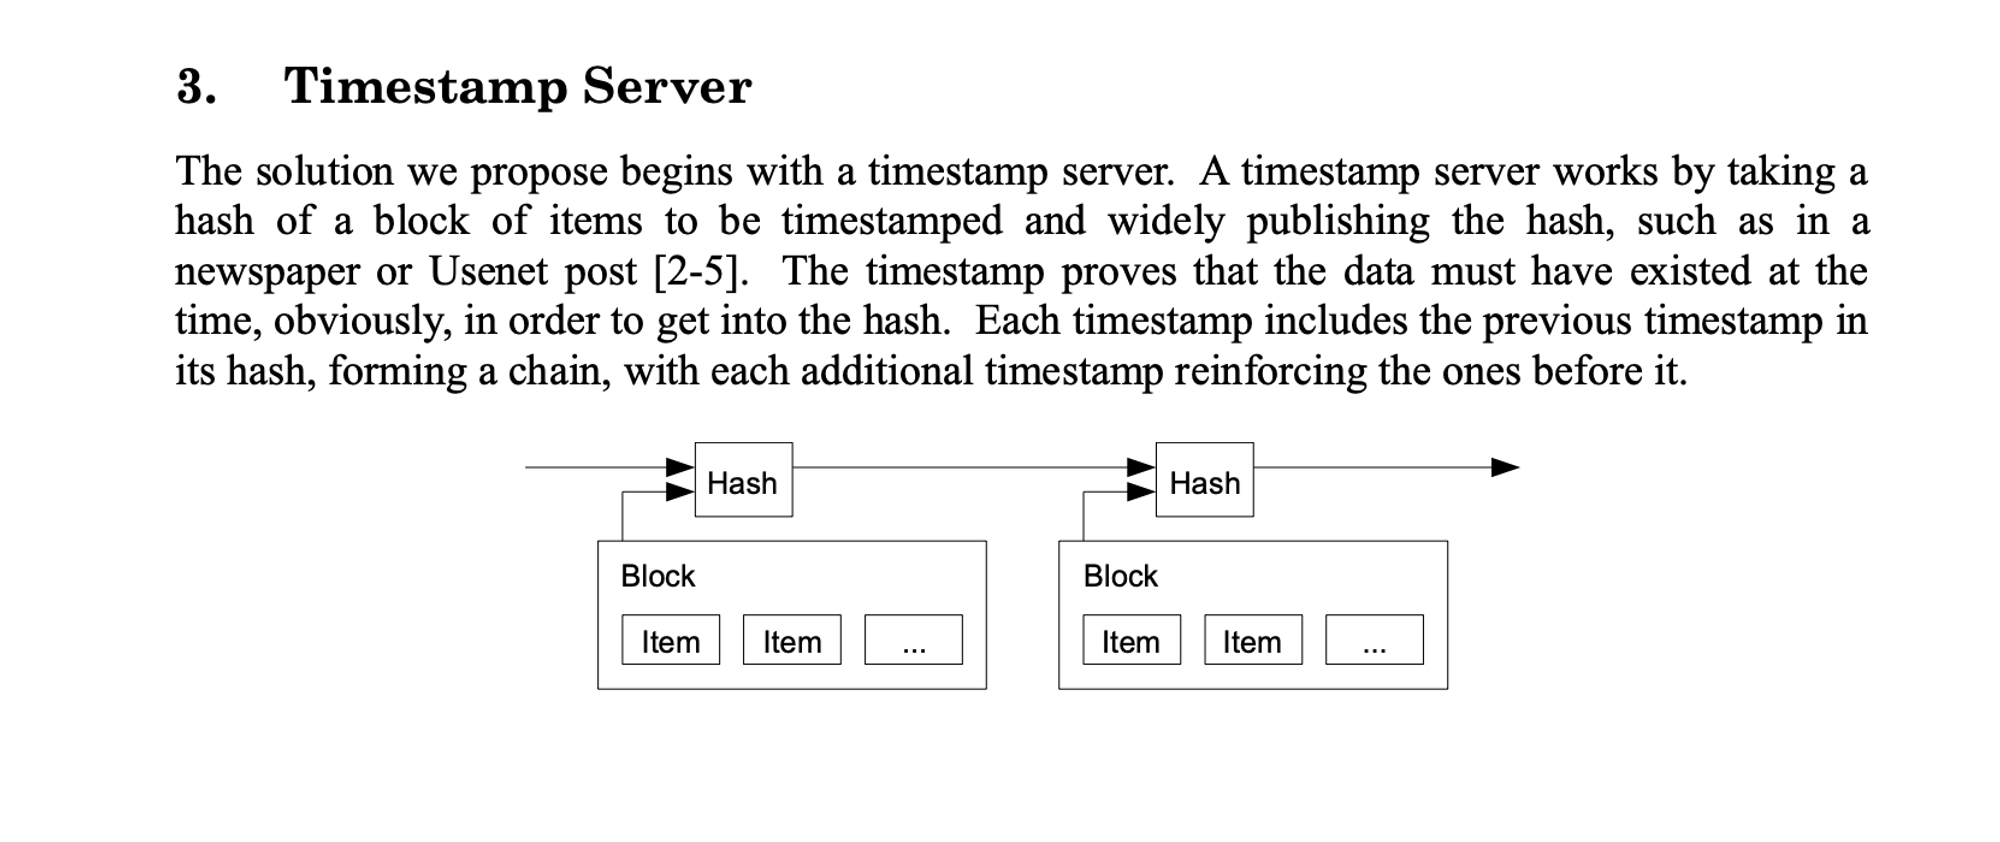 3. Timestamp Server
The solution we propose begins with a timestamp server. A timestamp server works by taking a
hash of a block of items to be timestamped and widely publishing the hash, such as in a
newspaper or Usenet post [2-5]. The timestamp proves that the data must have existed at the
time, obviously, in order to get into the hash. Each timestamp includes the previous timestamp in
its hash, forming a chain, with each additional timestamp reinforcing the ones before it.
Hash Hash
Block Block
Item Item ... Item Item ...